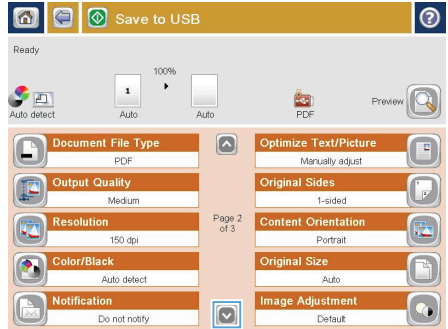 Save to USB
Ready
100%
1
Auto detect
Auto
Auto
PDF
Preview
Document File Type
PDF
Output Quality
Medium
Resolution
150 dpi
Color/Black
Auto detect
Notification
Do not notify
Page 2
of 3
Optimize Text/Picture
Manually adjust
Original Sides
1-sided
Content Orientation
Portrait
Original Size
Auto
Image Adjustment
Default